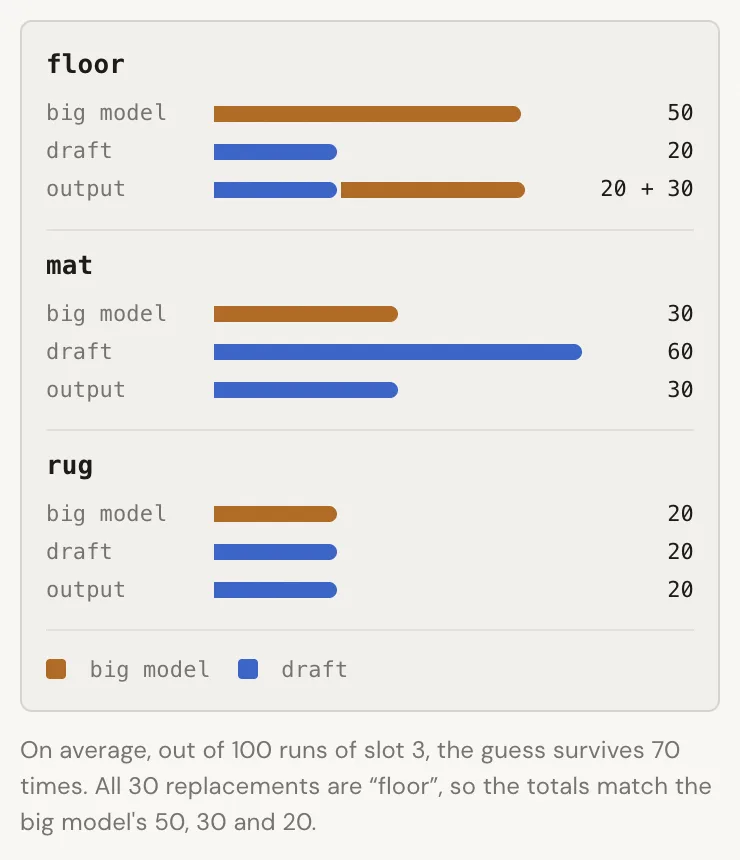 floor
big model 50
draft 20
output 20 + 30
mat
big model 30
draft 60
output 30
rug
big model 20
draft 20
output 20
big model draft
On average, out of 100 runs of slot 3, the guess survives 70
times. All 30 replacements are “floor”, so the totals match the
big model's 50, 30 and 20.